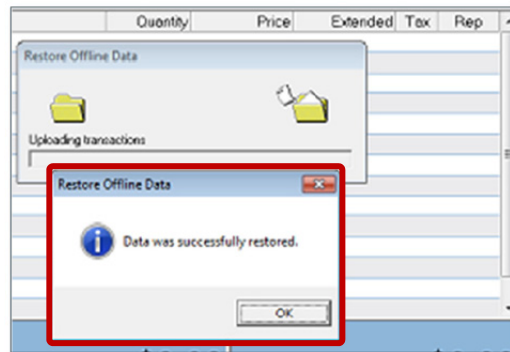 Quantity Price Extended Tax Rep
Restore Offline Data
Uploading transactions
Restore Offline Data
Data was successfully restored.
OK